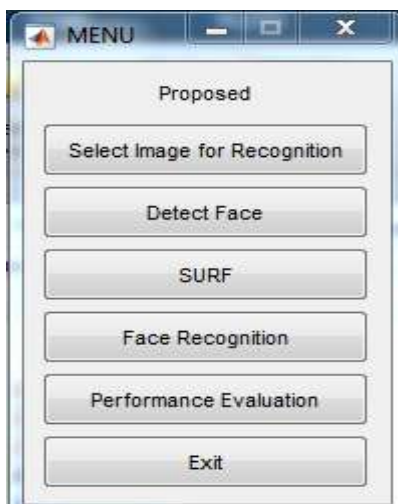 MENU
Proposed
Select Image for Recognition
Detect Face
SURF
Face Recognition
Performance Evaluation
Exit